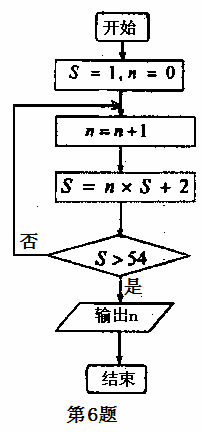 开始
S = 1, n = 0
n = n + 1
S = n × S + 2
S > 54
否
是
输出n
结束
第6题